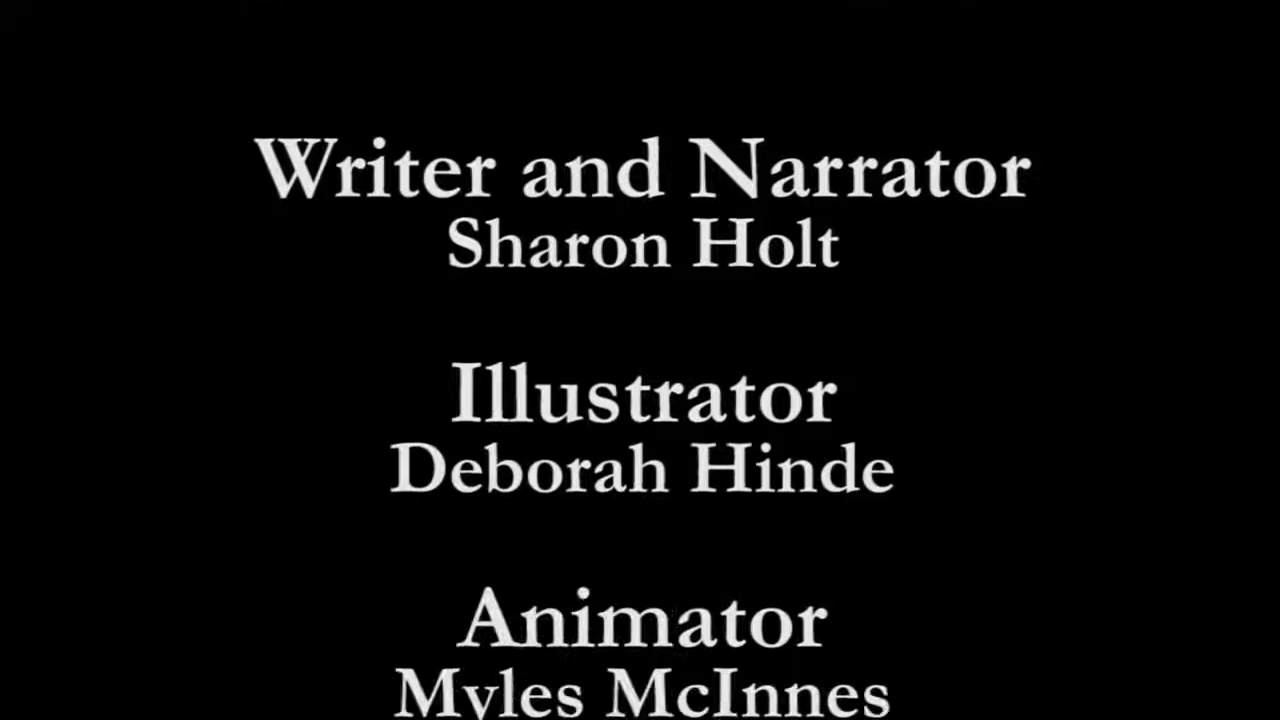 Writer and Narrator
Sharon Holt
Illustrator
Deborah Hinde
Animator
Myles McInnes